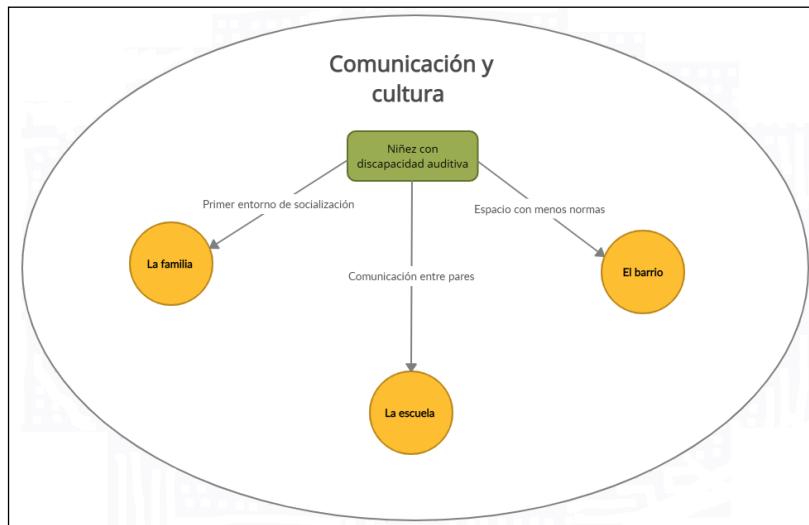 Comunicación y
cultura
Niñez con
discapacidad auditiva
Primer entorno de socialización
Espacio con menos normas
La familia
El barrio
Comunicación entre pares
La escuela